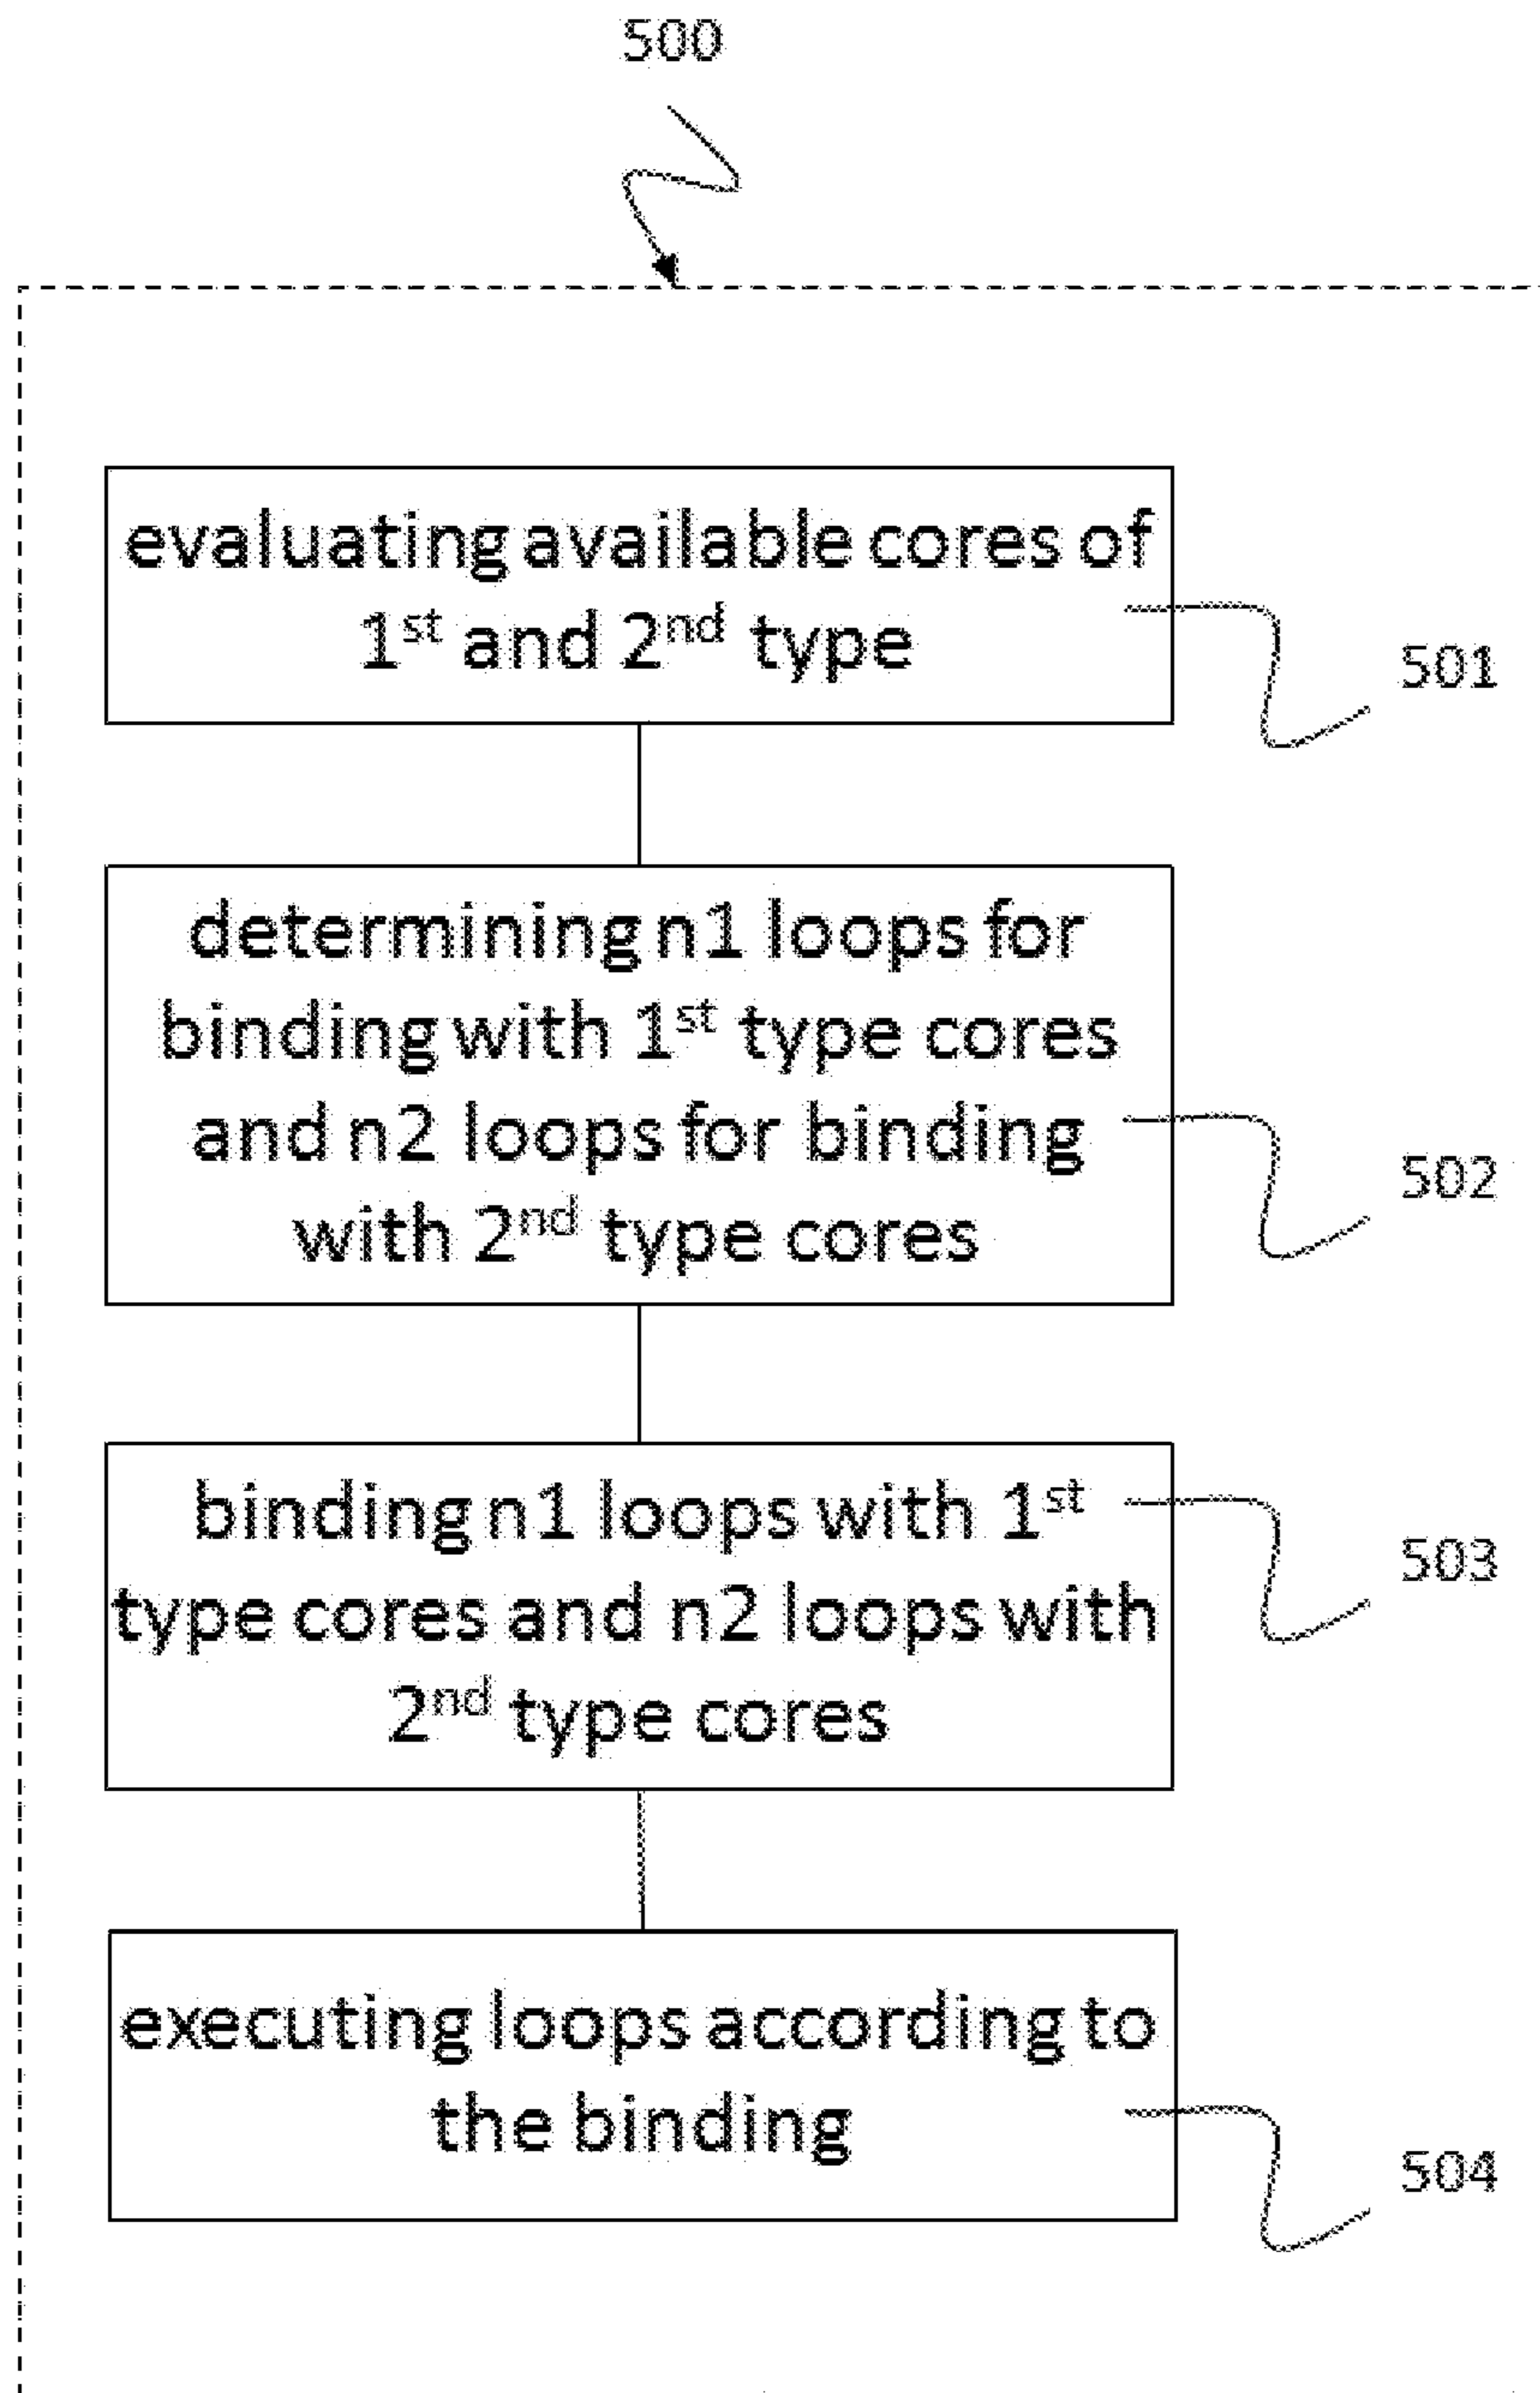 500
evaluating available cores of
1st and 2nd type
501
determining n1 loops for
binding with 1st type cores
and n2 loops for binding
with 2nd type cores
502
binding n1 loops with 1st
type cores and n2 loops with
2nd type cores
503
executing loops according to
the binding
504